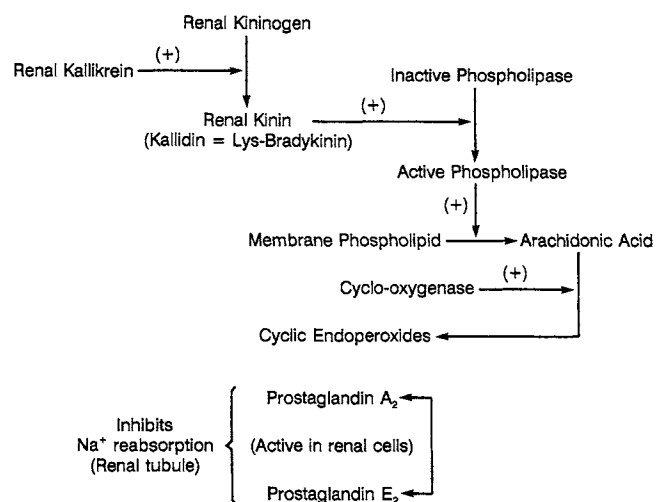 Renal Kininogen
(+)
Renal Kallikrein
Inactive Phospholipase
Renal Kinin
(+)
(Kallidin = Lys-Bradykinin)
Active Phospholipase
(+)
Membrane Phospholipid
Arachidonic Acid
Cyclo-oxygenase
(+)
Cyclic Endoperoxides
Inhibits
Na⁺ reabsorption
(Renal tubule)
Prostaglandin A₂
(Active in renal cells)
Prostaglandin E₂